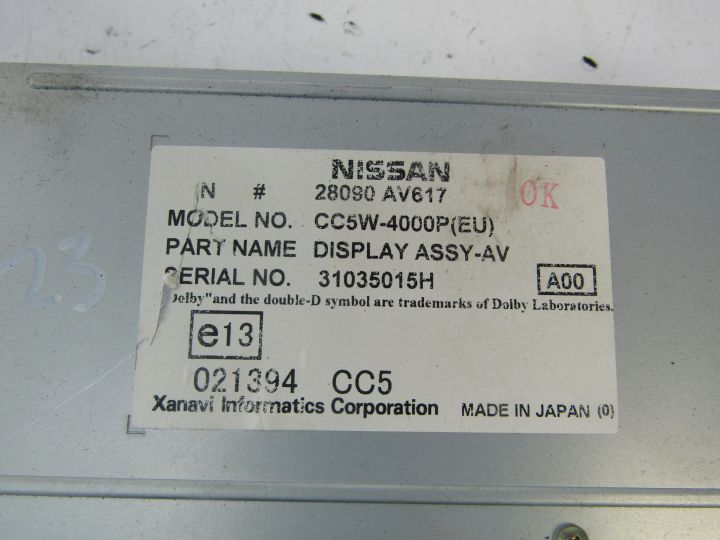 NISSAN
N # 28090 AV617 OK
MODEL NO. CC5W-4000P(EU)
PART NAME DISPLAY ASSY-AV
SERIAL NO. 31035015H A00
Dolby"and the double-D symbol are trademarks of Dolby Laboratories.
e13
021394 CC5
Xanavi Informatics Corporation MADE IN JAPAN (0)
23